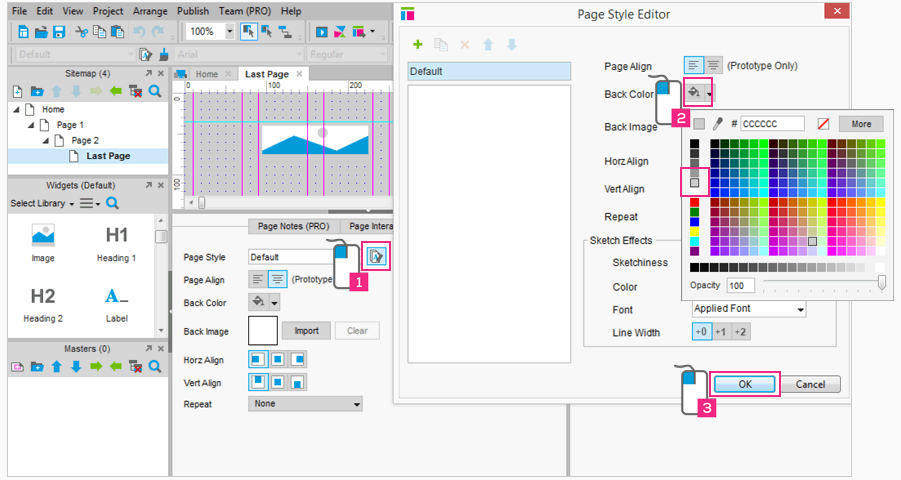 File Edit View Project Arrange Publish Team (PRO) Help
100%
Default
Arial
Regular
Sitemap (4)
Home
Page 1
Page 2
Last Page
Widgets (Default)
Select Library
Image
H1
Heading 1
H2
Heading 2
A_
Label
Masters (0)
Home
Last Page
0 100 200
0
100
Page Notes (PRO)
Page Intera
Page Style
Default
1
Page Align
(Prototype
Back Color
Back Image
Import
Clear
Horz Align
Vert Align
Repeat
None
Page Style Editor
Default
Page Align
(Prototype Only)
Back Color
2
Back Image
# CCCCCC
More
Horz Align
Vert Align
Repeat
Sketch Effects
Sketchiness
Color
Opacity 100
Font
Applied Font
Line Width
+0 +1 +2
OK
Cancel
3